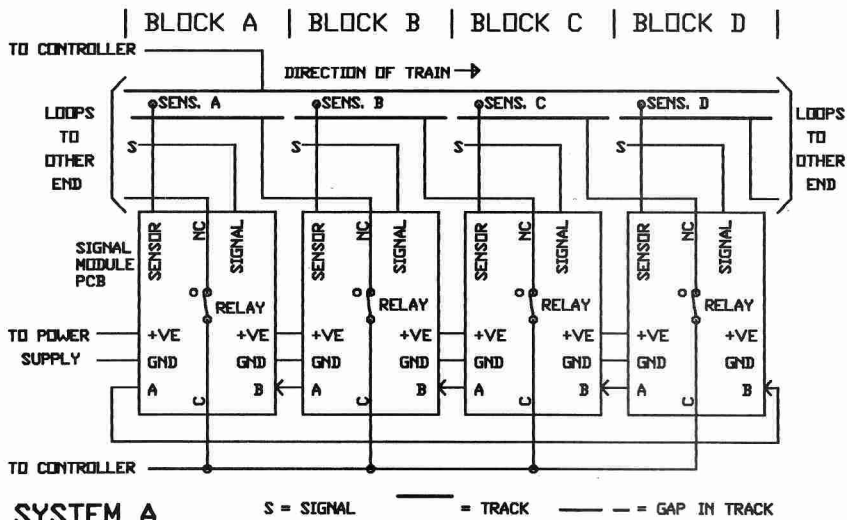 BLOCK A | BLOCK B | BLOCK C | BLOCK D
TO CONTROLLER
DIRECTION OF TRAIN
SENS. A SENS. B SENS. C SENS. D
LOOPS TO OTHER END
LOOPS TO OTHER END
S S S S
SENSOR NC SIGNAL SENSOR NC SIGNAL SENSOR NC SIGNAL SENSOR NC SIGNAL
SIGNAL MODULE PCB
RELAY RELAY RELAY RELAY
TO POWER SUPPLY
+VE +VE +VE +VE +VE +VE +VE +VE
GND GND GND GND GND GND GND GND
A B A B A B A B
C C C C
TO CONTROLLER
SYSTEM A
S = SIGNAL = TRACK = GAP IN TRACK